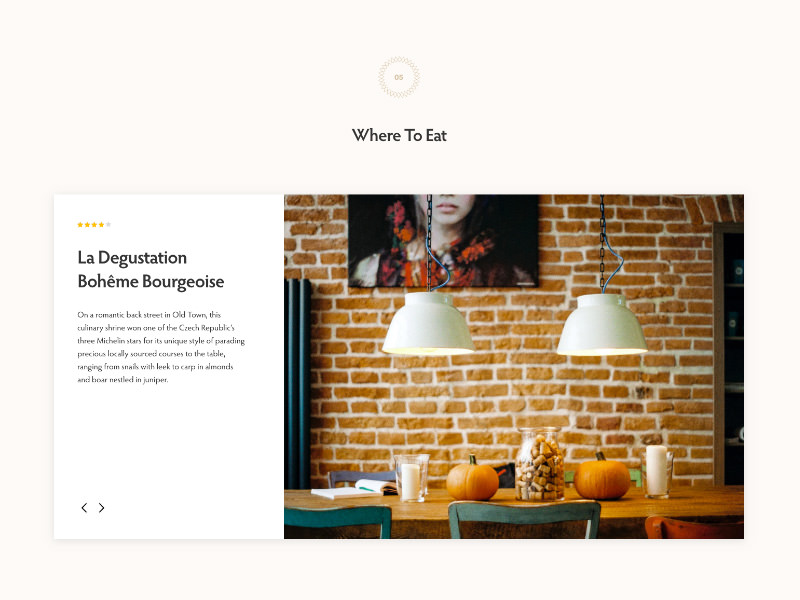 05
Where To Eat
La Degustation
Bohême Bourgeoise
On a romantic back street in Old Town, this
culinary shrine won one of the Czech Republic's
three Michelin stars for its unique style of parading
precious locally sourced courses to the table,
ranging from snails with leek to carp in almonds
and boar nestled in juniper.